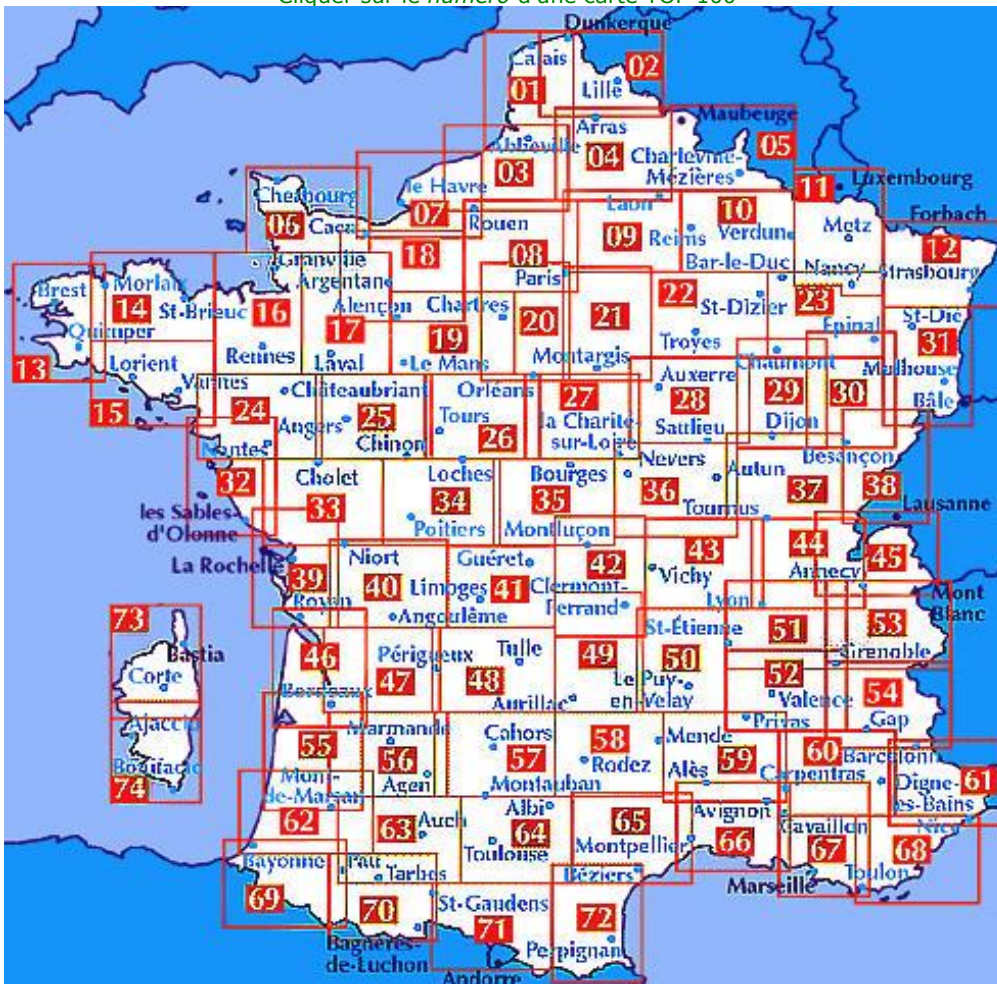 Cliquer sur le numéro d'une carte TOP 100
Dunkerque
Calais
02
01
Lille
Maubeuge
Arras
05
Abbeville
04
03
Charleville-
Mézières
11
Luxembourg
Cherbourg
le Havre
07
Rouen
Laon
10
Forbach
06
Caen
18
09
Reims
Verdun
Metz
12
Granville
08
Bar-le-Duc
Nancy
Strasbourg
Argentan
Paris
Brest
Morlaix
14
St-Brieuc
16
Alençon
Chartres
22
St-Dizier
23
St-Dié
Quimper
17
19
20
21
Troyes
Epinal
31
13
Lorient
Rennes
Laval
Le Mans
Montargis
Chaumont
Mulhouse
Vannes
Châteaubriant
Orléans
27
Auxerre
29
30
Bâle
15
24
Angers
25
Tours
la Charité-
sur-Loire
28
Dijon
Nantes
Chinon
26
Saulieu
Besançon
Cholet
Loches
Bourges
Nevers
Autun
32
33
34
35
36
37
38
les Sables-
d'Olonne
Poitiers
Montluçon
Tournus
Lausanne
La Rochelle
Niort
Guéret
42
43
44
45
39
40
Limoges
41
Clermont-
Ferrand
Vichy
Annecy
Royan
Angoulême
Lyon
Mont
Blanc
73
St-Étienne
51
53
Bastia
46
Périgueux
Tulle
49
50
Grenoble
Corte
47
48
Le Puy-
en-Velay
52
Valence
54
Bordeaux
Aurillac
Privas
Gap
Ajaccio
Marmande
Cahors
58
Mende
60
Barcelonn
55
56
57
Rodez
59
Bonifacio
Mont-
de-Marsan
Agen
Montauban
Alès
Carpentras
Digne-
les-Bains
61
74
62
63
Auch
Albi
64
65
Avignon
Cavaillon
Nice
Toulouse
Montpellier
66
67
68
Bayonne
Pau
Tarbes
Béziers
Marseille
Toulon
69
70
St-Gaudens
71
72
Bagnères-
de-Luchon
Perpignan
Andorre